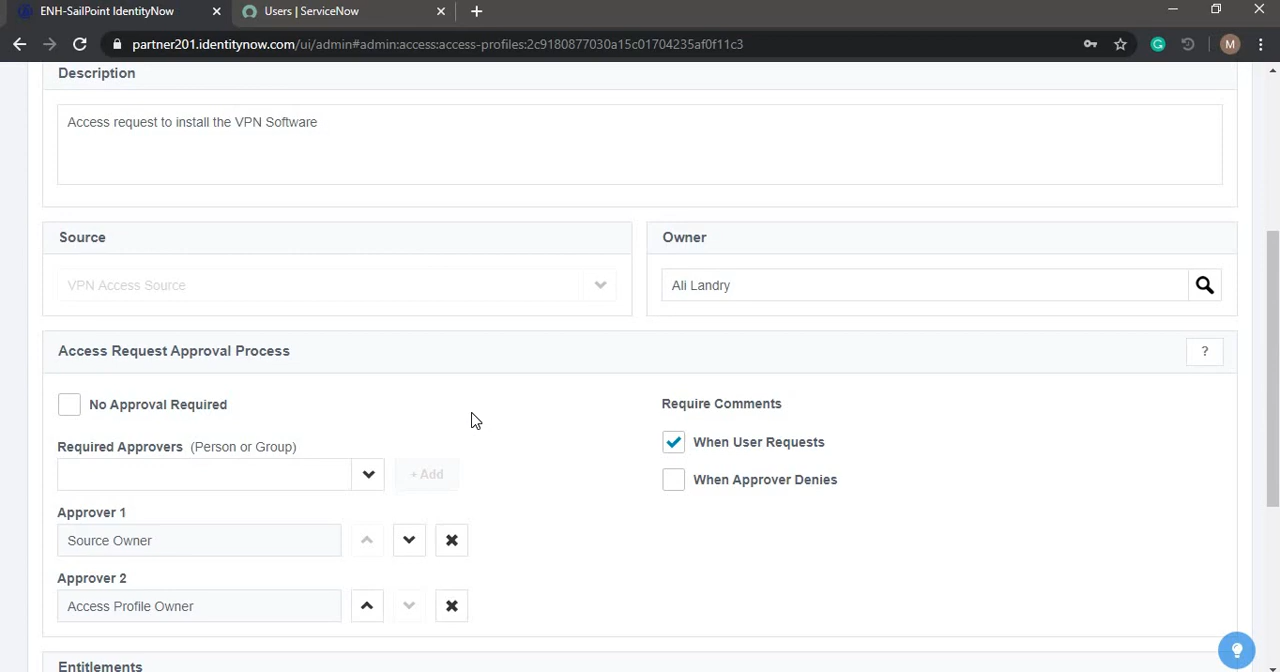 ENH-SailPoint IdentityNow
Users | ServiceNow
partner201.identitynow.com/ui/admin#admin:access:access-profiles:2c9180877030a15c01704235af0f11c3
M
Description
Access request to install the VPN Software
Source
Owner
VPN Access Source
Ali Landry
Access Request Approval Process
?
No Approval Required
Require Comments
Required Approvers (Person or Group)
When User Requests
+ Add
When Approver Denies
Approver 1
Source Owner
Approver 2
Access Profile Owner
Entitlements